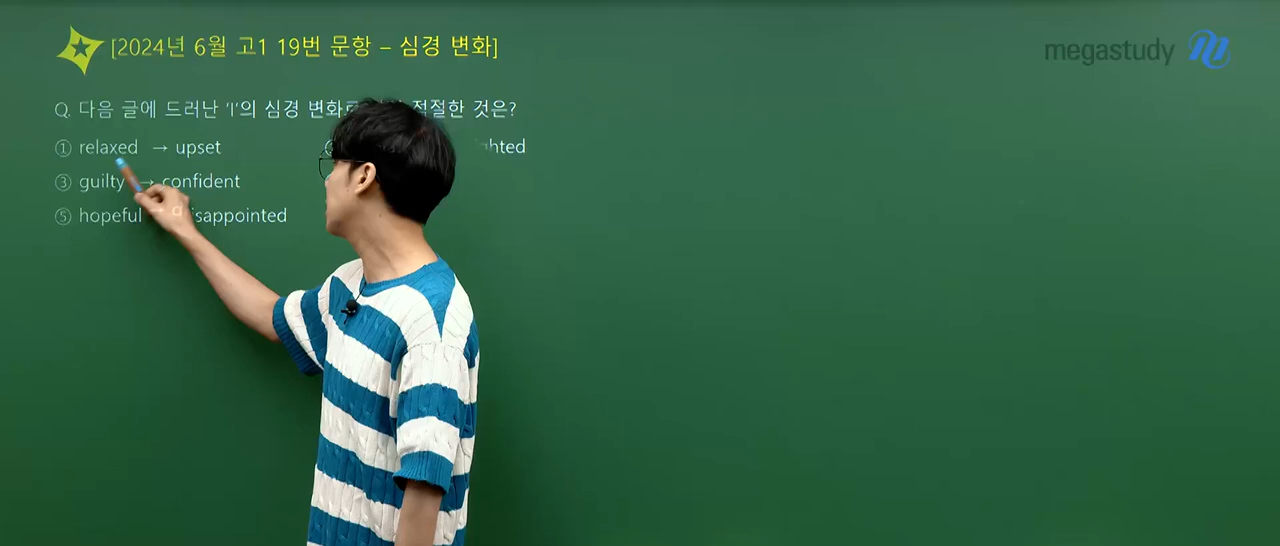 [2024년 6월 고1 19번 문항 – 심경 변화]
megastudy
Q. 다음 글에 드러난 'I'의 심경 변화로 적절한 것은?
① relaxed → upset
③ guilty → confident
⑤ hopeful → disappointed